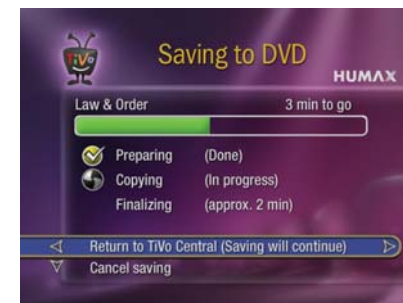 TiVo
Saving to DVD
HUMAX
Law & Order 3 min to go
Preparing (Done)
Copying (In progress)
Finalizing (approx. 2 min)
Return to TiVo Central (Saving will continue)
Cancel saving